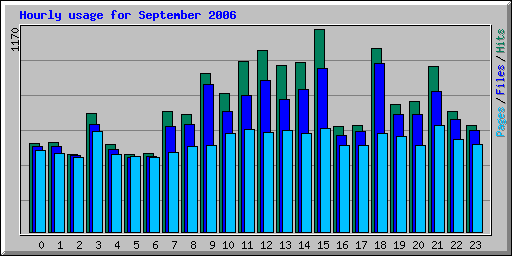 Hourly usage for September 2006
1170
Pages / Files / Hits
0 1 2 3 4 5 6 7 8 9 10 11 12 13 14 15 16 17 18 19 20 21 22 23